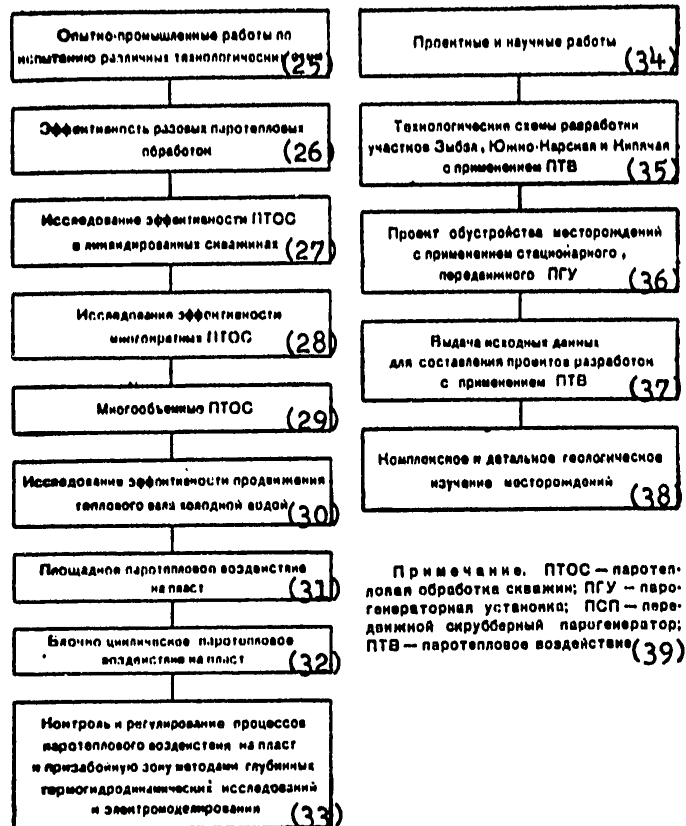 Опытно-промышленные работы по
испытанию различных технологических
(25)
Эффективность разовых паротепловых
обработок
(26)
Исследование эффективности ПТОС
в ликвидированных скважинах
(27)
Исследования эффективности
многократных ПТОС
(28)
Многообъемные ПТОС
(29)
Исследование эффективности продвижения
теплового вала холодной водой
(30)
Площадное паротепловое воздействие
на пласт
(31)
Блочно циклическое паротепловое
воздействие на пласт
(32)
Контроль и регулирование процессов
паротеплового воздействия на пласт
и призабойную зону методами глубинных
термогидродинамических исследований
и электромоделирования
(33)
Проектные и научные работы
(34)
Технологические схемы разработки
участков Зыбза, Южно-Карская и Кипячая
с применением ПТВ
(35)
Проект обустройства месторождений
с применением стационарного,
передвижного ПГУ
(36)
Выдача исходных данных
для составления проектов разработок
с применением ПТВ
(37)
Комплексное и детальное геологическое
изучение месторождений
(38)
Примечание. ПТОС — паротеп-
ловая обработка скважин; ПГУ — паро-
генераторная установка; ПСП — пере-
движной скрубберный парогенератор;
ПТВ — паротепловое воздействие
(39)